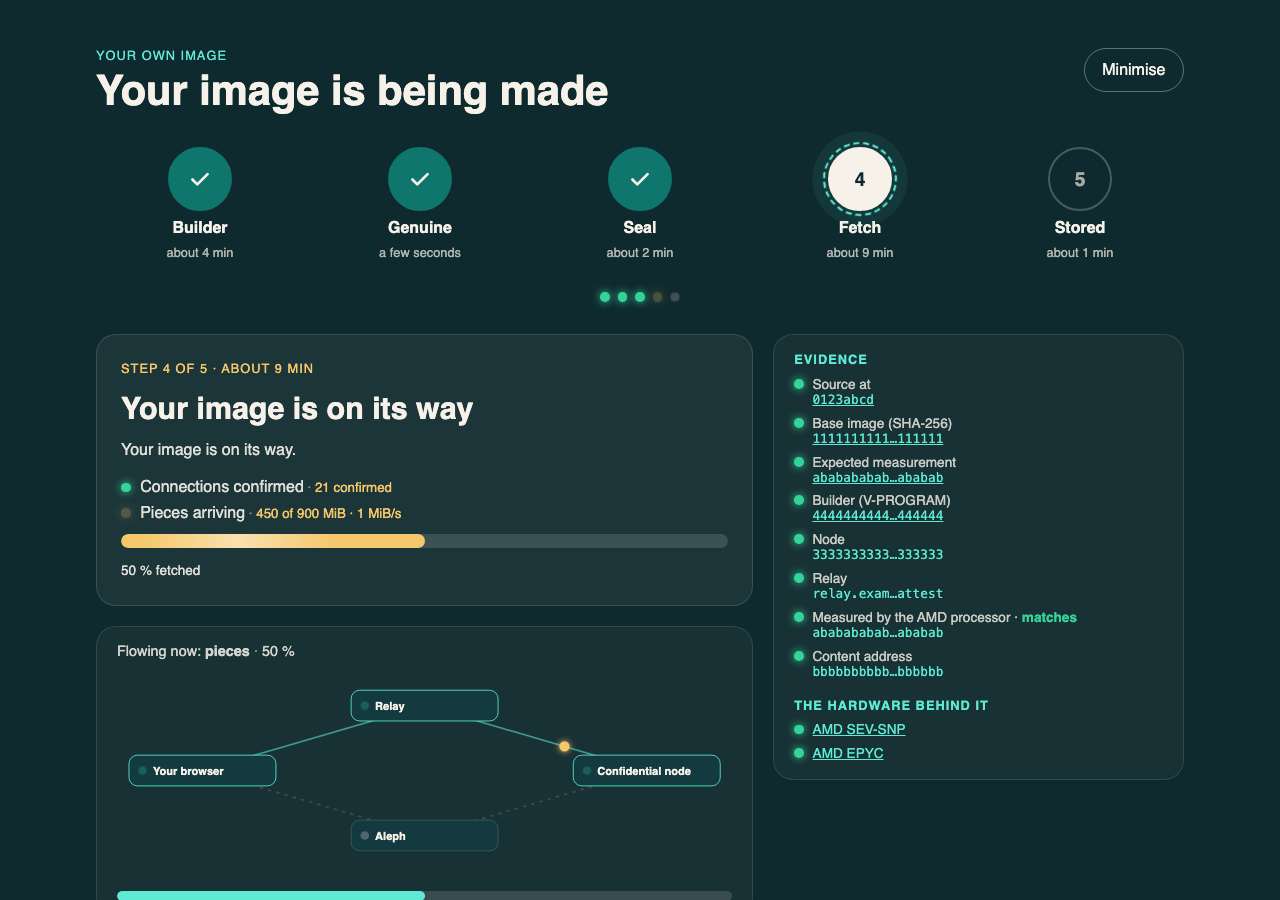 YOUR OWN IMAGE
Your image is being made
Minimise
4
5
Builder
Genuine
Seal
Fetch
Stored
about 4 min
a few seconds
about 2 min
about 9 min
about 1 min
STEP 4 OF 5 · ABOUT 9 MIN
Your image is on its way
Your image is on its way.
Connections confirmed · 21 confirmed
Pieces arriving · 450 of 900 MiB · 1 MiB/s
50 % fetched
Flowing now: pieces · 50 %
Relay
Your browser
Confidential node
Aleph
EVIDENCE
Source at
0123abcd
Base image (SHA-256)
1111111111…111111
Expected measurement
ababababab…ababab
Builder (V-PROGRAM)
4444444444…444444
Node
3333333333…333333
Relay
relay.exam…attest
Measured by the AMD processor · matches
ababababab…ababab
Content address
bbbbbbbbbb…bbbbbb
THE HARDWARE BEHIND IT
AMD SEV-SNP
AMD EPYC